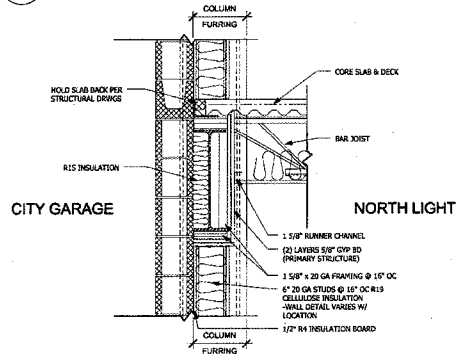 COLUMN
FURRING
CORE SLAB & DECK
HOLD SLAB BACK PER
STRUCTURAL DRWGS
BAR JOIST
R15 INSULATION
CITY GARAGE
NORTH LIGHT
1 5/8" RUNNER CHANNEL
(2) LAYERS 5/8" GYP BD
(PRIMARY STRUCTURE)
1 5/8" x 20 GA FRAMING @ 16" OC
6" 20 GA STUDS @ 16" OC R19
CELLULOSE INSULATION
-WALL DETAIL VARIES W/
LOCATION
1/2" R4 INSULATION BOARD
COLUMN
FURRING